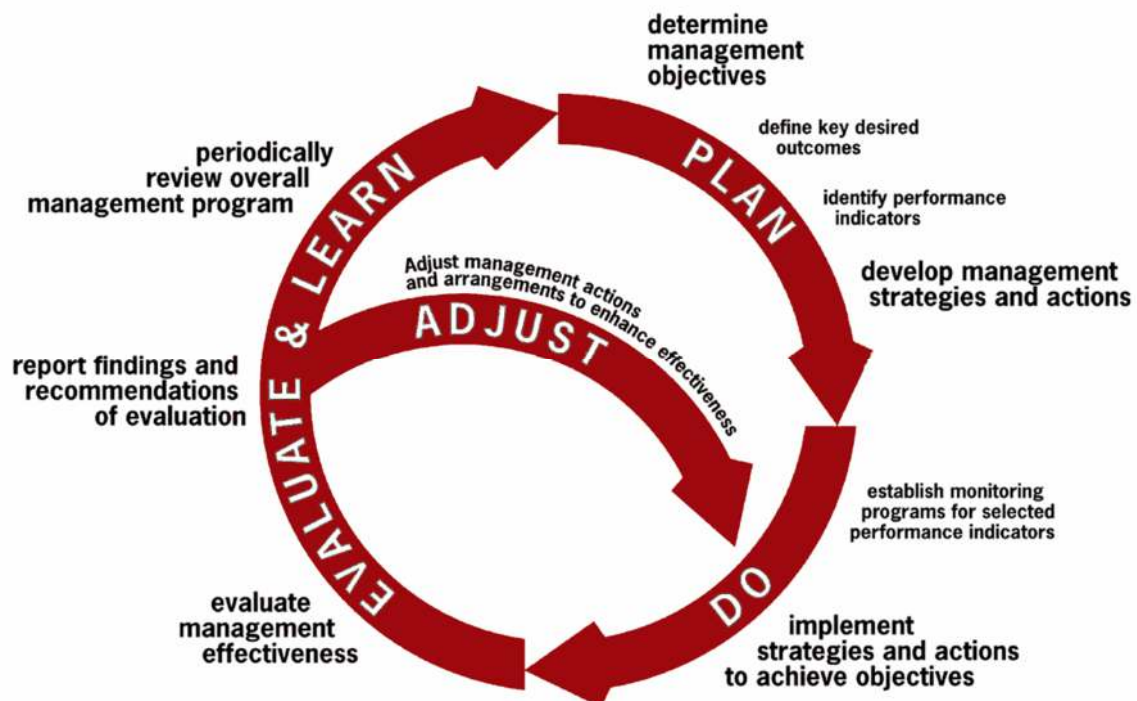 determine
management
objectives
define key desired
outcomes
identify performance
indicators
develop management
strategies and actions
PLAN
establish monitoring
programs for selected
performance indicators
implement
strategies and actions
to achieve objectives
DO
evaluate
management
effectiveness
report findings and
recommendations
of evaluation
periodically
review overall
management program
EVALUATE & LEARN
Adjust management actions
and arrangements to enhance effectiveness
ADJUST